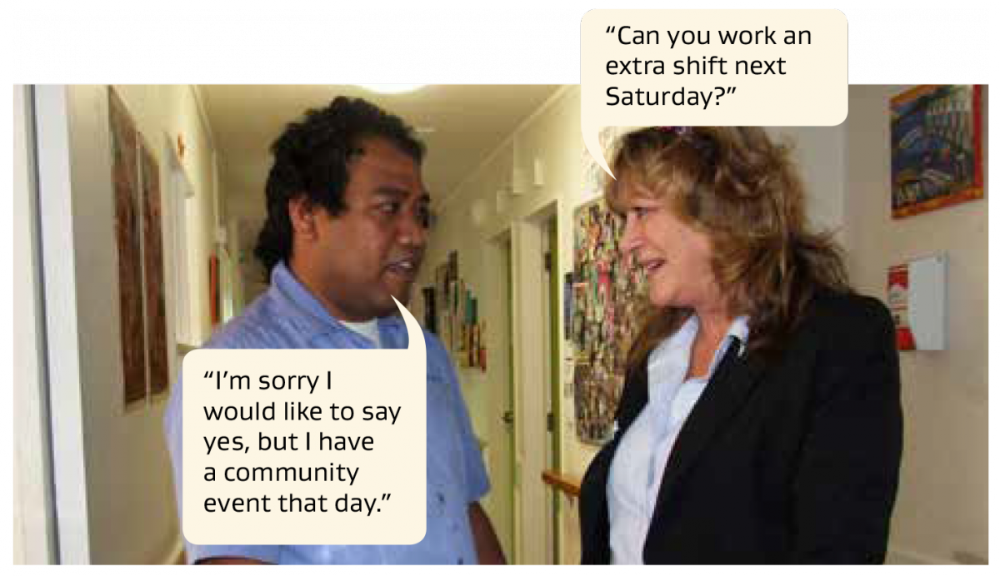 “Can you work an
extra shift next
Saturday?”
“I’m sorry I
would like to say
yes, but I have
a community
event that day.”